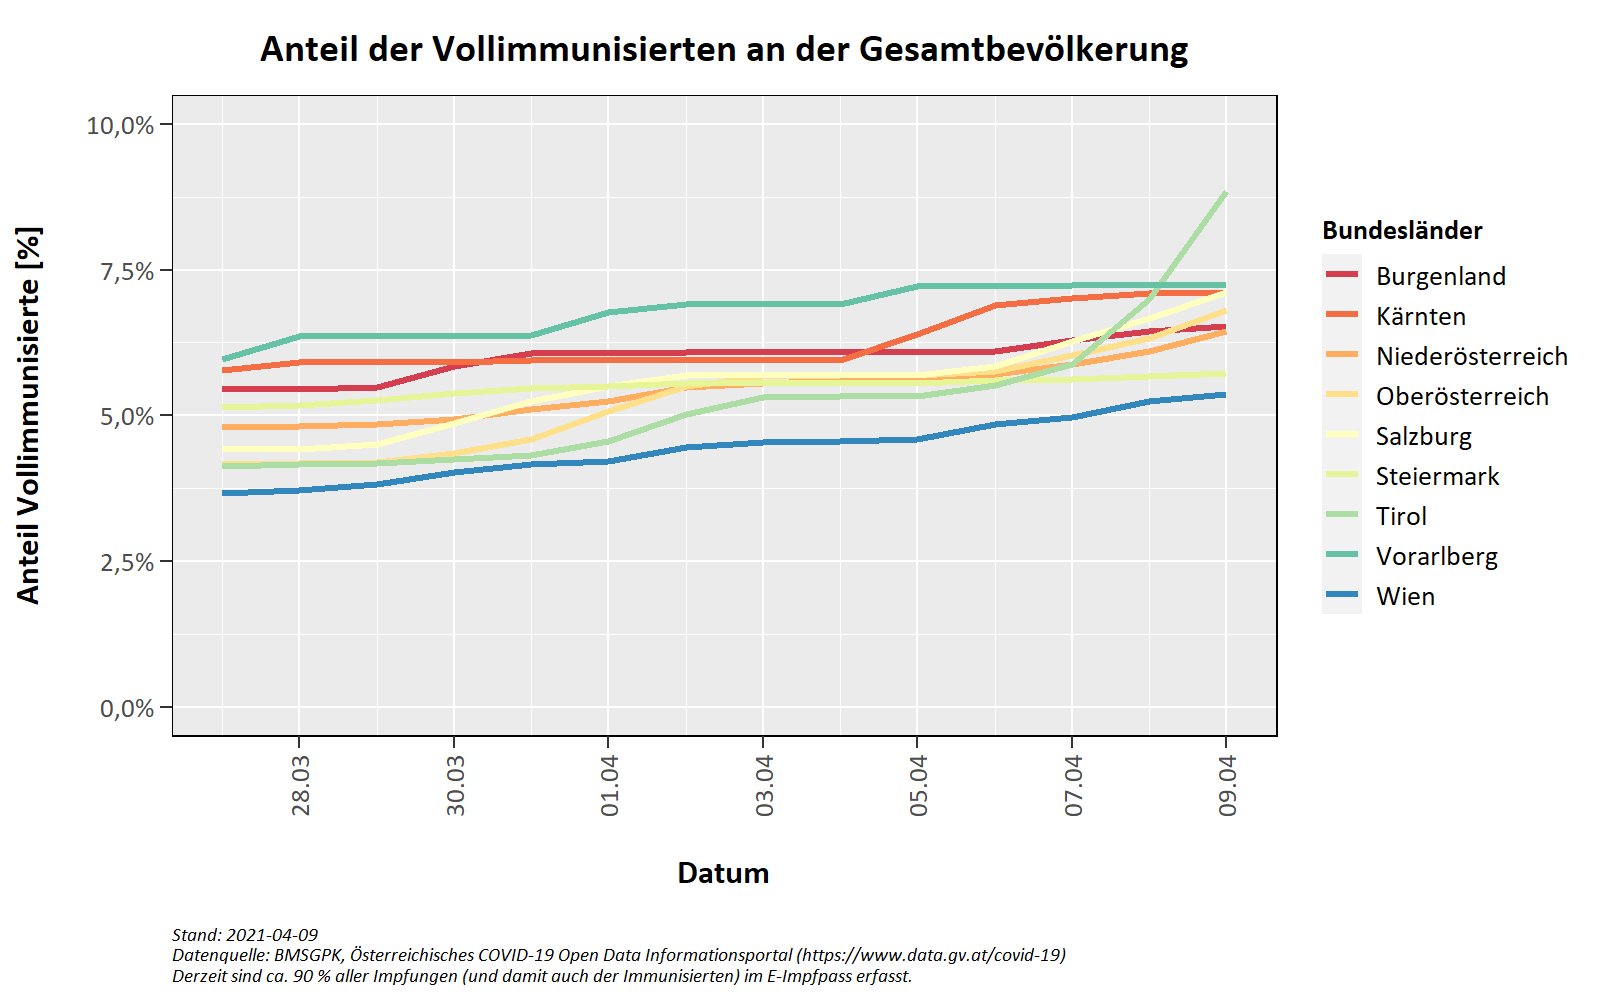 Anteil der Vollimmunisierten an der Gesamtbevölkerung
Anteil Vollimmunisierte [%]
10,0%
7,5%
5,0%
2,5%
0,0%
28.03
30.03
01.04
03.04
05.04
07.04
09.04
Datum
Bundesländer
Burgenland
Kärnten
Niederösterreich
Oberösterreich
Salzburg
Steiermark
Tirol
Vorarlberg
Wien
Stand: 2021-04-09
Datenquelle: BMSGPK, Österreichisches COVID-19 Open Data Informationsportal (https://www.data.gv.at/covid-19)
Derzeit sind ca. 90 % aller Impfungen (und damit auch der Immunisierten) im E-Impfpass erfasst.